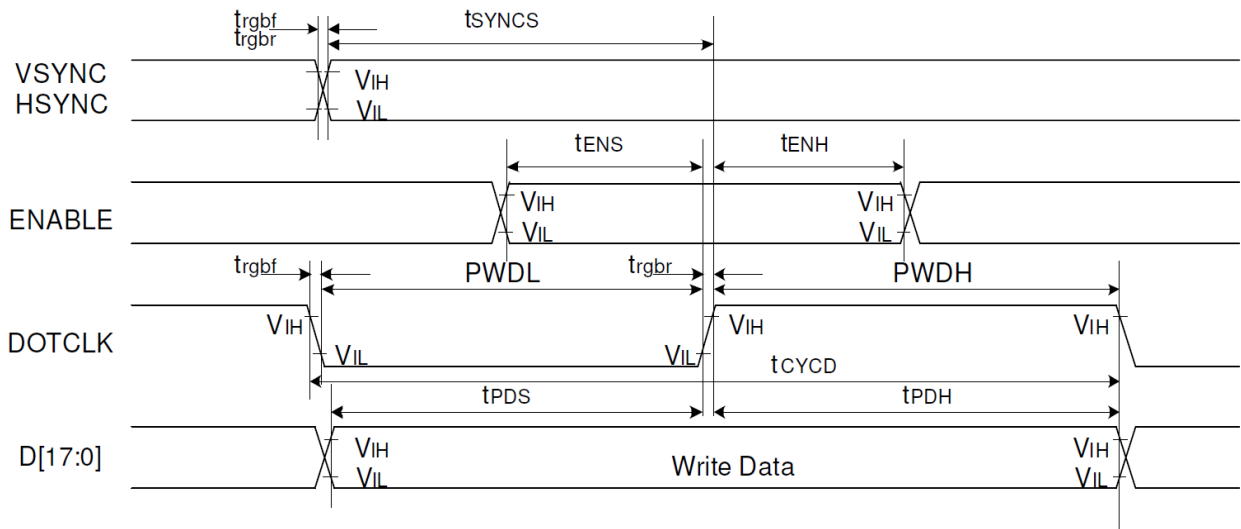 trgbf
trgbr
tSYNCS
VSYNC
HSYNC
VIH
VIL
tENS
tENH
ENABLE
VIH
VIL
VIH
VIL
trgbf
PWDL
trgbr
PWDH
DOTCLK
VIH
VIL
VIL
VIH
VIH
tCYCD
tPDS
tPDH
D[17:0]
VIH
VIL
Write Data
VIH
VIL